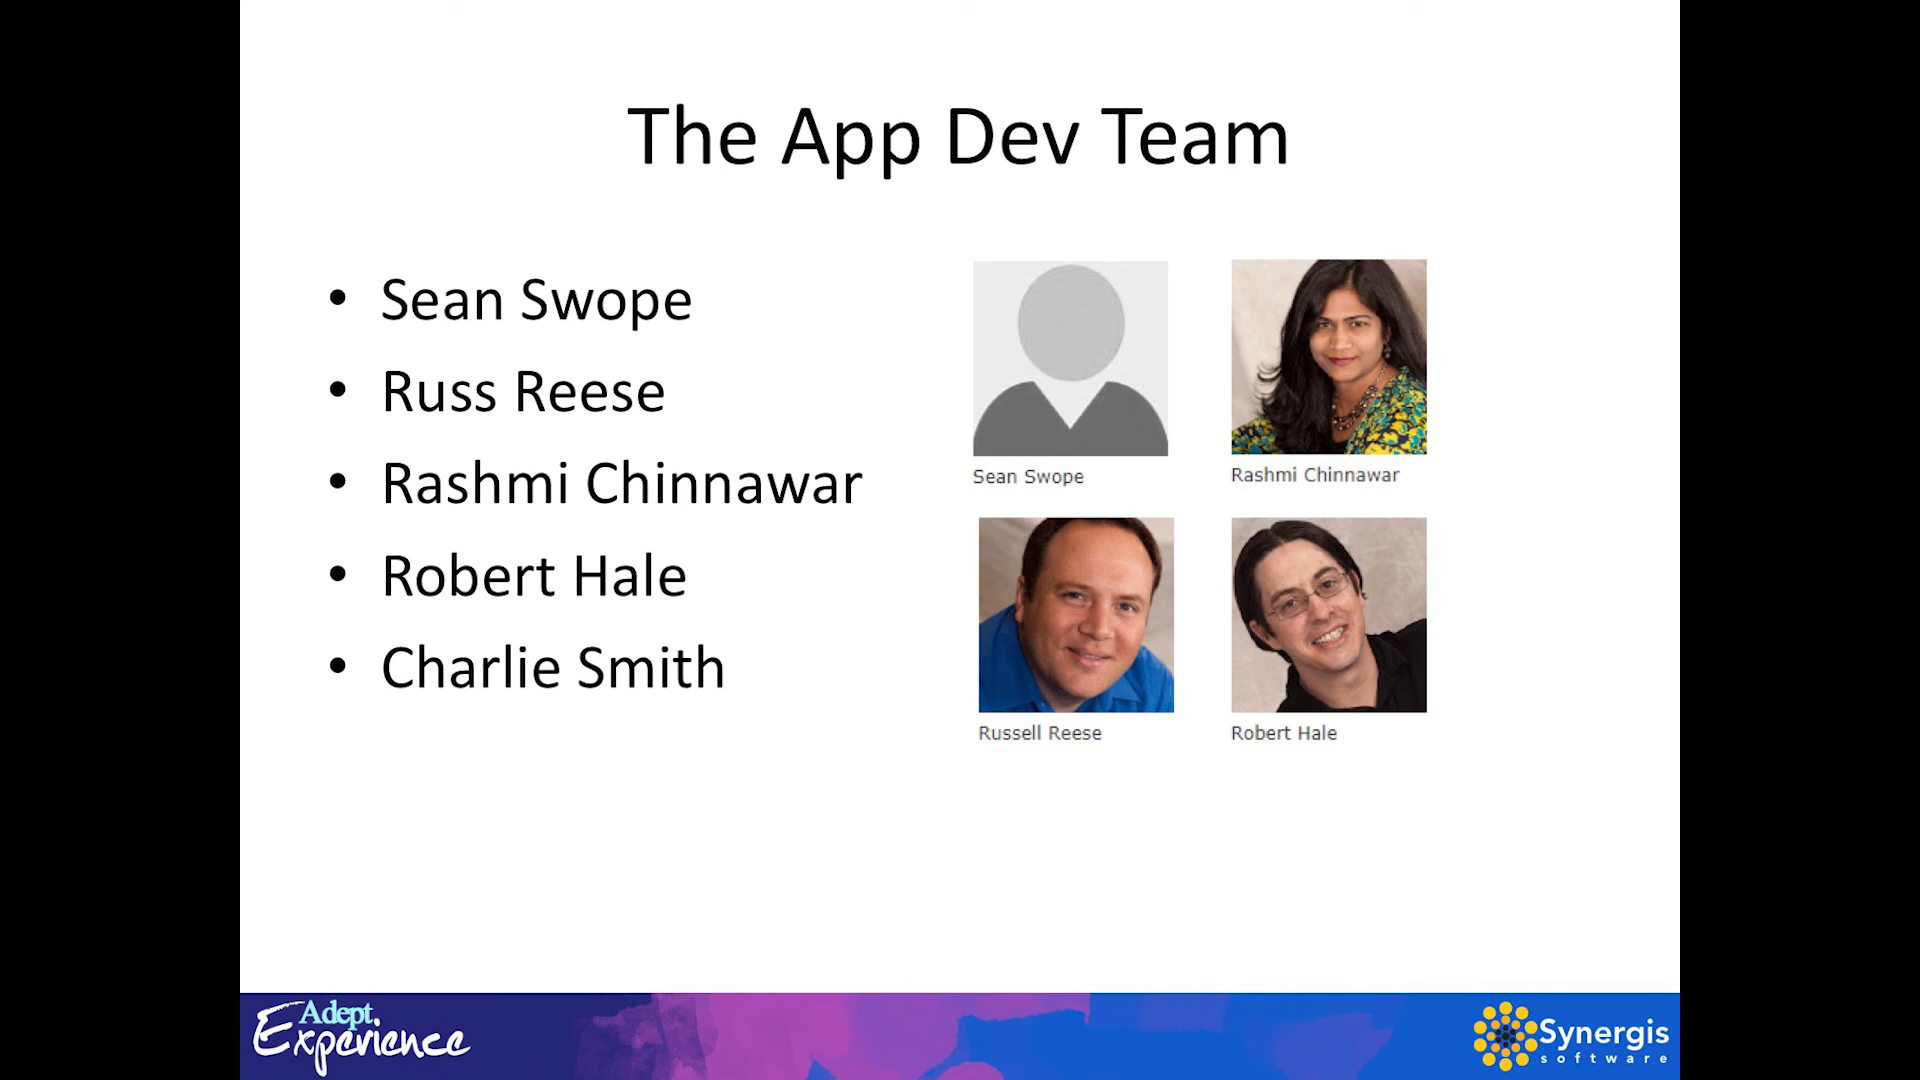 The App Dev Team
• Sean Swope
• Russ Reese
• Rashmi Chinnawar
• Robert Hale
• Charlie Smith
Sean Swope
Rashmi Chinnawar
Russell Reese
Robert Hale
Adept
Experience
Synergis
software